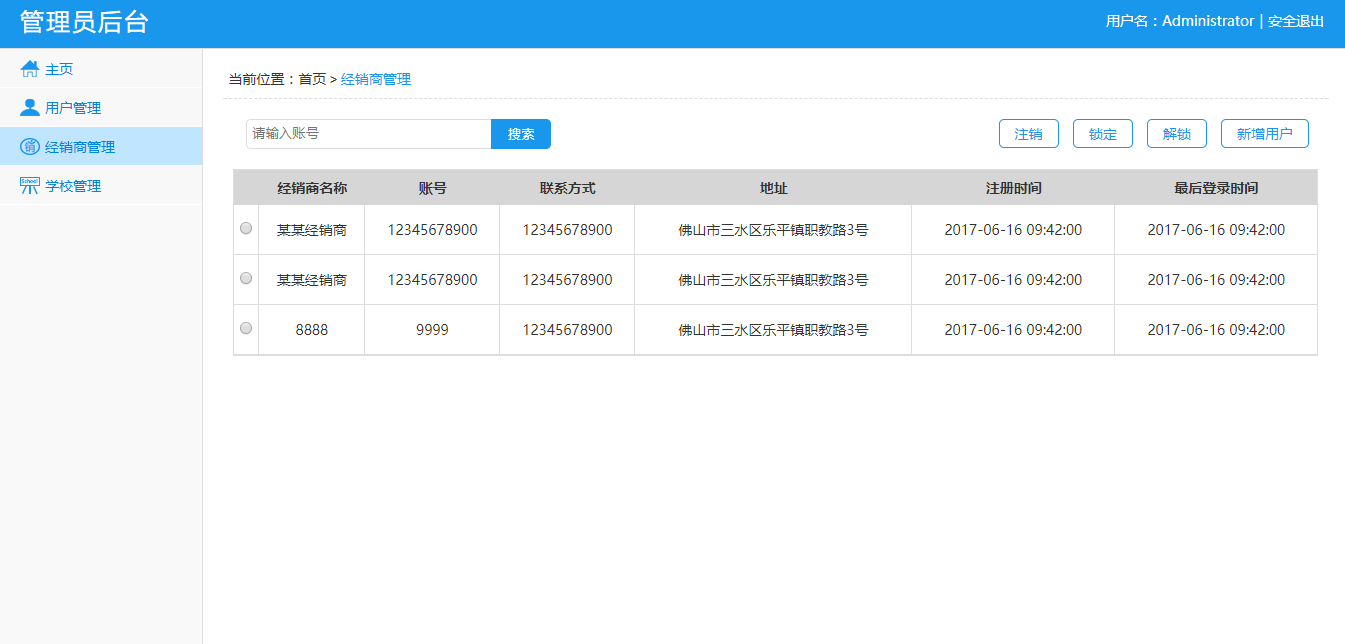 管理员后台
用户名：Administrator | 安全退出
主页
用户管理
销 经销商管理
School 学校管理
当前位置：首页 > 经销商管理
请输入账号 搜索 注销 锁定 解锁 新增用户
经销商名称 账号 联系方式 地址 注册时间 最后登录时间
某某经销商 12345678900 12345678900 佛山市三水区乐平镇职教路3号 2017-06-16 09:42:00 2017-06-16 09:42:00
某某经销商 12345678900 12345678900 佛山市三水区乐平镇职教路3号 2017-06-16 09:42:00 2017-06-16 09:42:00
8888 9999 12345678900 佛山市三水区乐平镇职教路3号 2017-06-16 09:42:00 2017-06-16 09:42:00